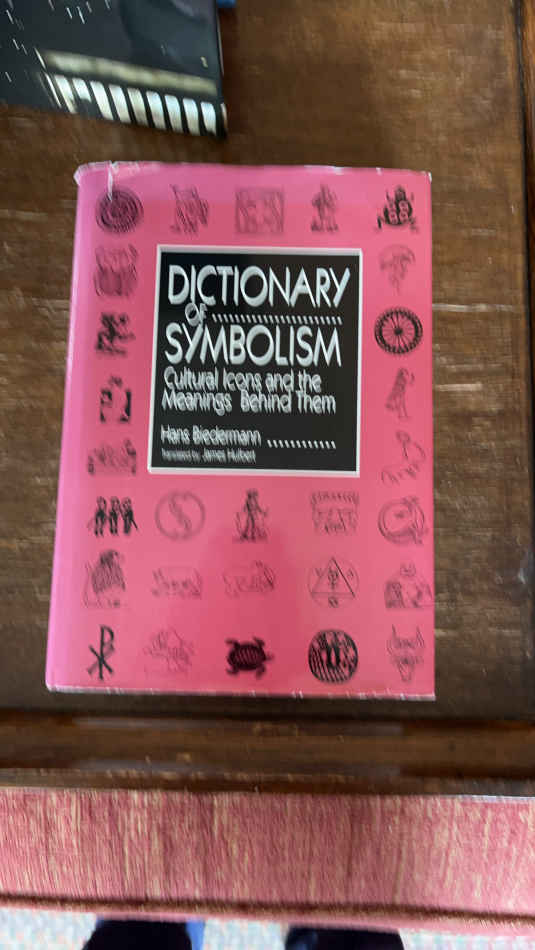 DICTIONARY
OF
SYMBOLISM
Cultural Icons and the
Meanings Behind Them
Hans Biedermann
Translated by James Hulbert